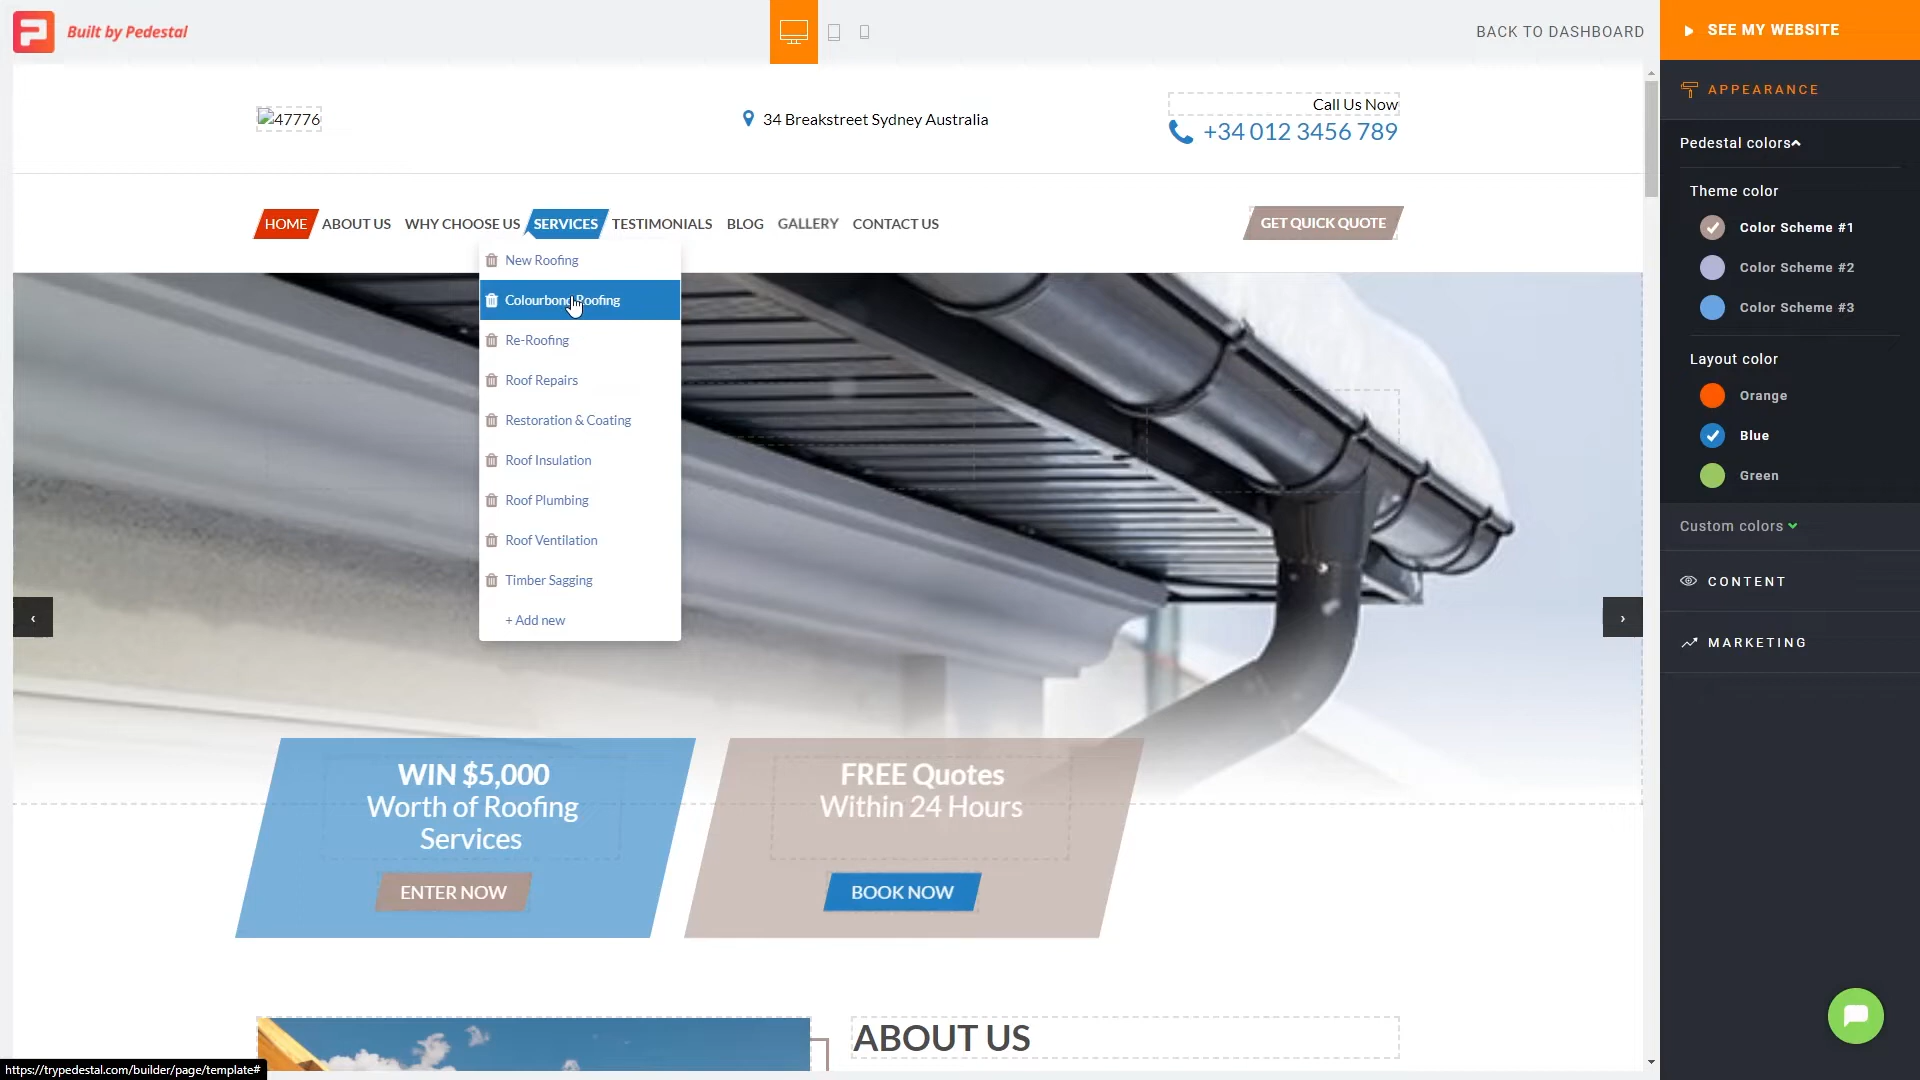 Built by Pedestal
BACK TO DASHBOARD
SEE MY WEBSITE
47776
34 Breakstreet Sydney Australia
Call Us Now
+34 012 3456 789
HOME ABOUT US WHY CHOOSE US SERVICES TESTIMONIALS BLOG GALLERY CONTACT US
GET QUICK QUOTE
New Roofing
Colourbond Roofing
Re-Roofing
Roof Repairs
Restoration & Coating
Roof Insulation
Roof Plumbing
Roof Ventilation
Timber Sagging
+ Add new
‹
›
WIN $5,000
Worth of Roofing
Services
ENTER NOW
FREE Quotes
Within 24 Hours
BOOK NOW
ABOUT US
APPEARANCE
Pedestal colors
Theme color
Color Scheme #1
Color Scheme #2
Color Scheme #3
Layout color
Orange
Blue
Green
Custom colors
CONTENT
MARKETING
https://trypedestal.com/builder/page/template#